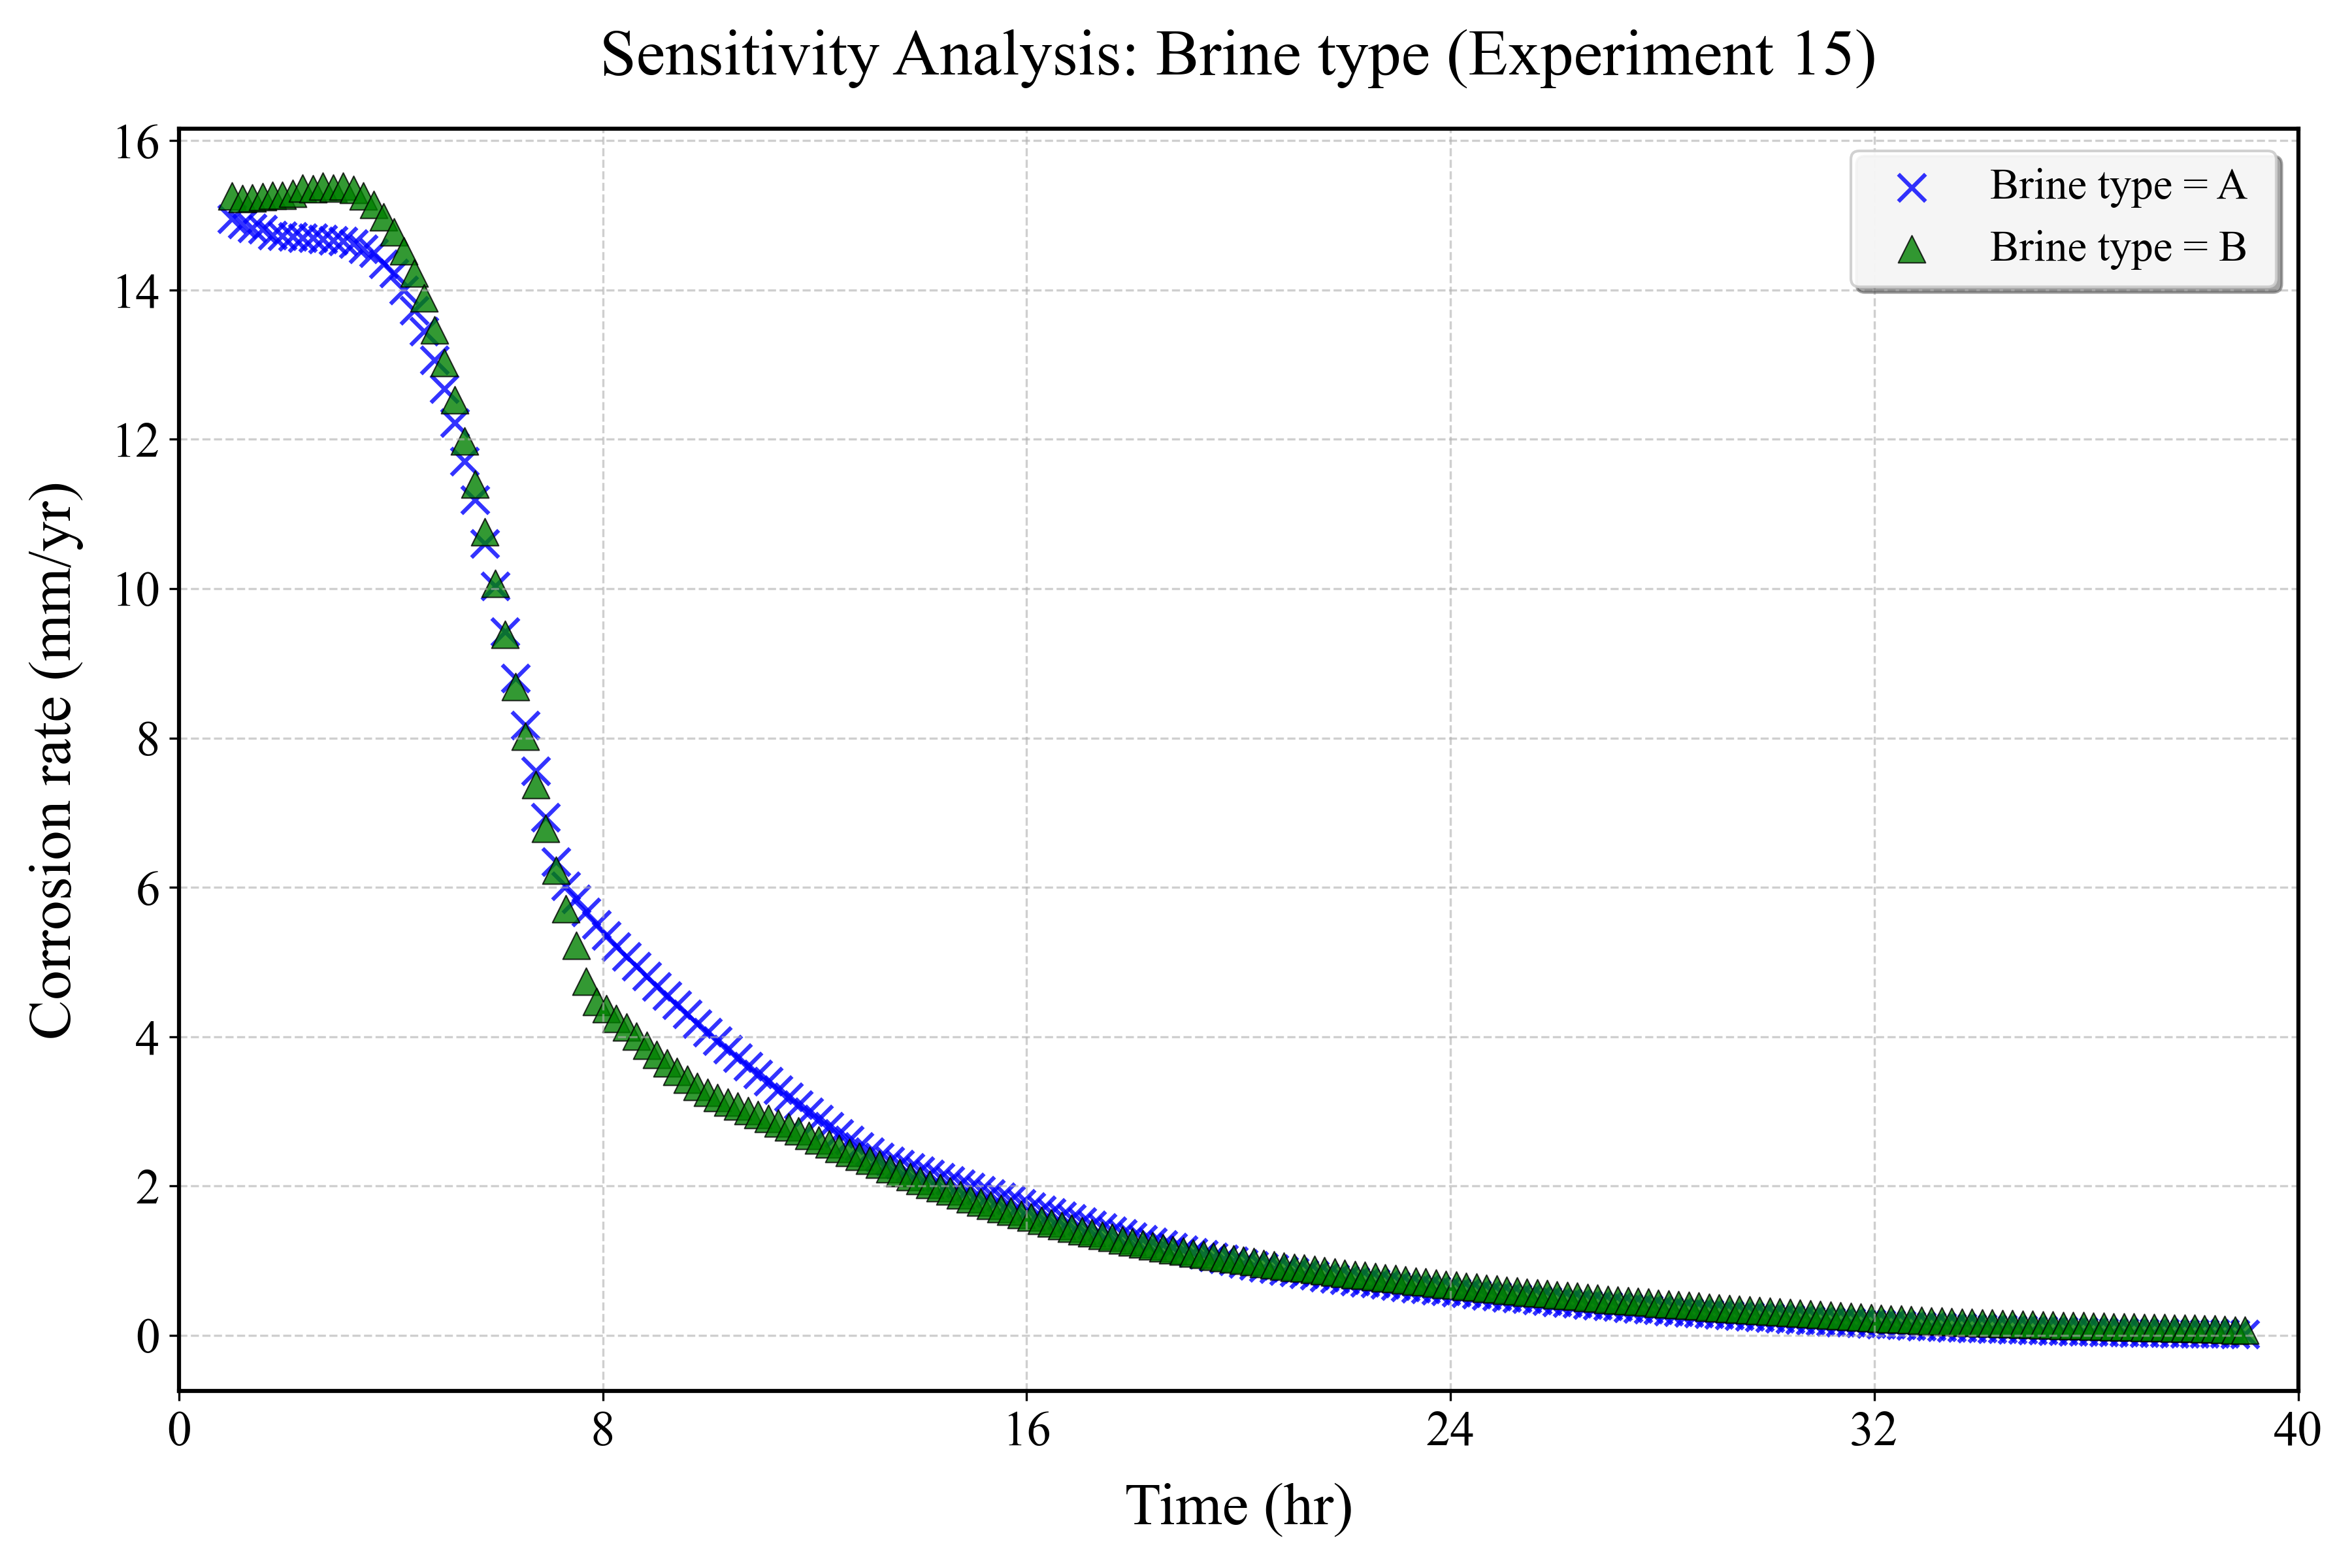 Sensitivity Analysis: Brine type (Experiment 15)
Brine type = A
Brine type = B
Corrosion rate (mm/yr)
16
14
12
10
8
6
4
2
0
0 8 16 24 32 40
Time (hr)